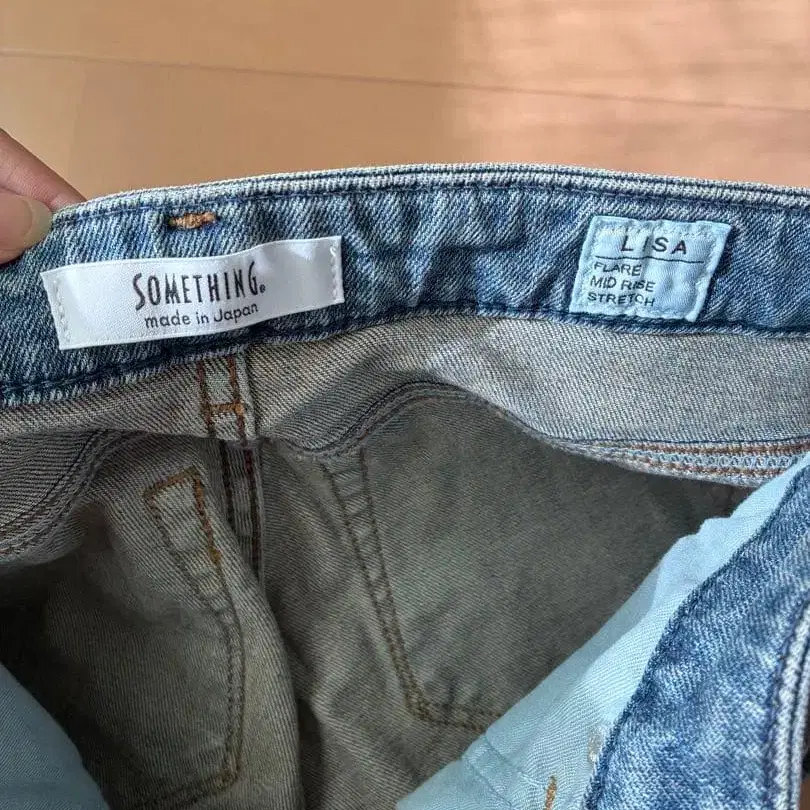 SOMETHING.
made in Japan
LISA
FLARE
MID RISE
STRETCH